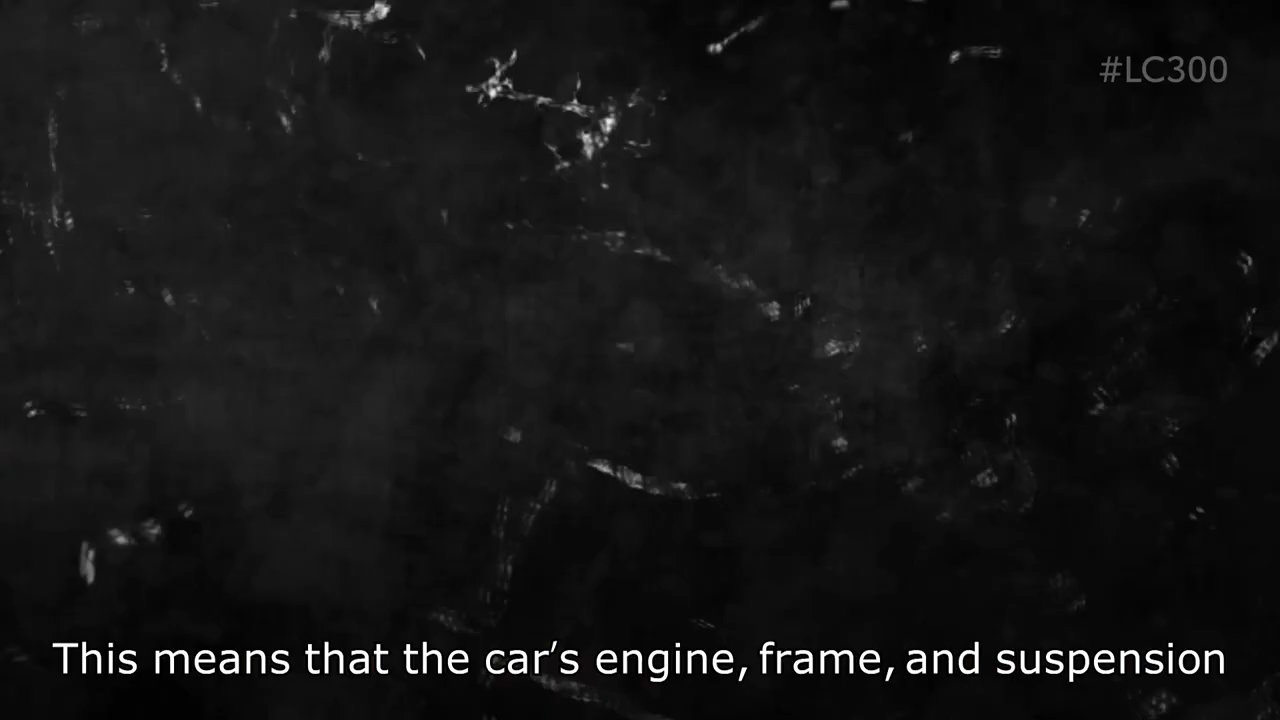 #LC300
This means that the car’s engine, frame, and suspension